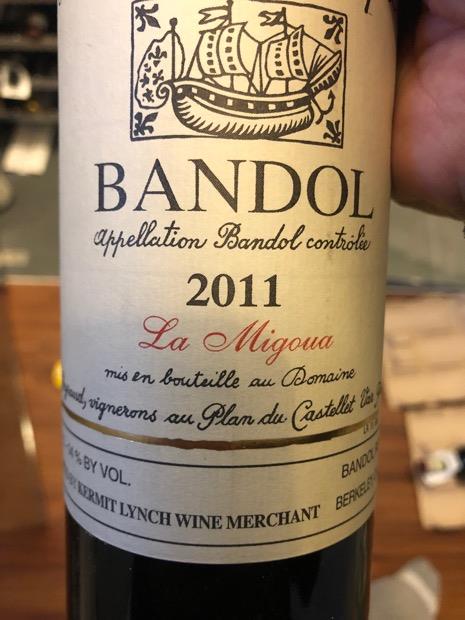 BANDOL
Appellation Bandol contrôlée
2011
La Migoua
mis en bouteille au Domaine
vignerons au Plan du Castellet Var
% BY VOL.
BANDOL
KERMIT LYNCH WINE MERCHANT
BERKELEY